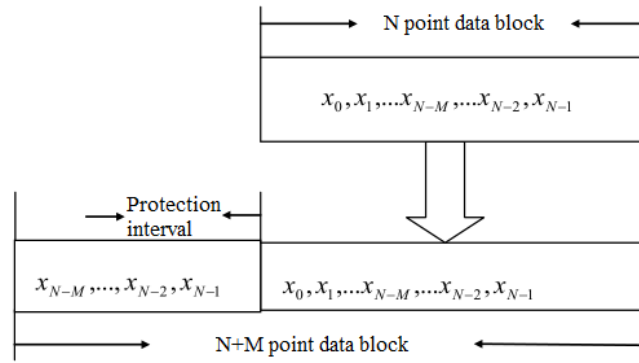 N point data block
x_0, x_1,...x_{N-M},...x_{N-2}, x_{N-1}
Protection
interval
x_{N-M},..., x_{N-2}, x_{N-1}
x_0, x_1,...x_{N-M},...x_{N-2}, x_{N-1}
N+M point data block